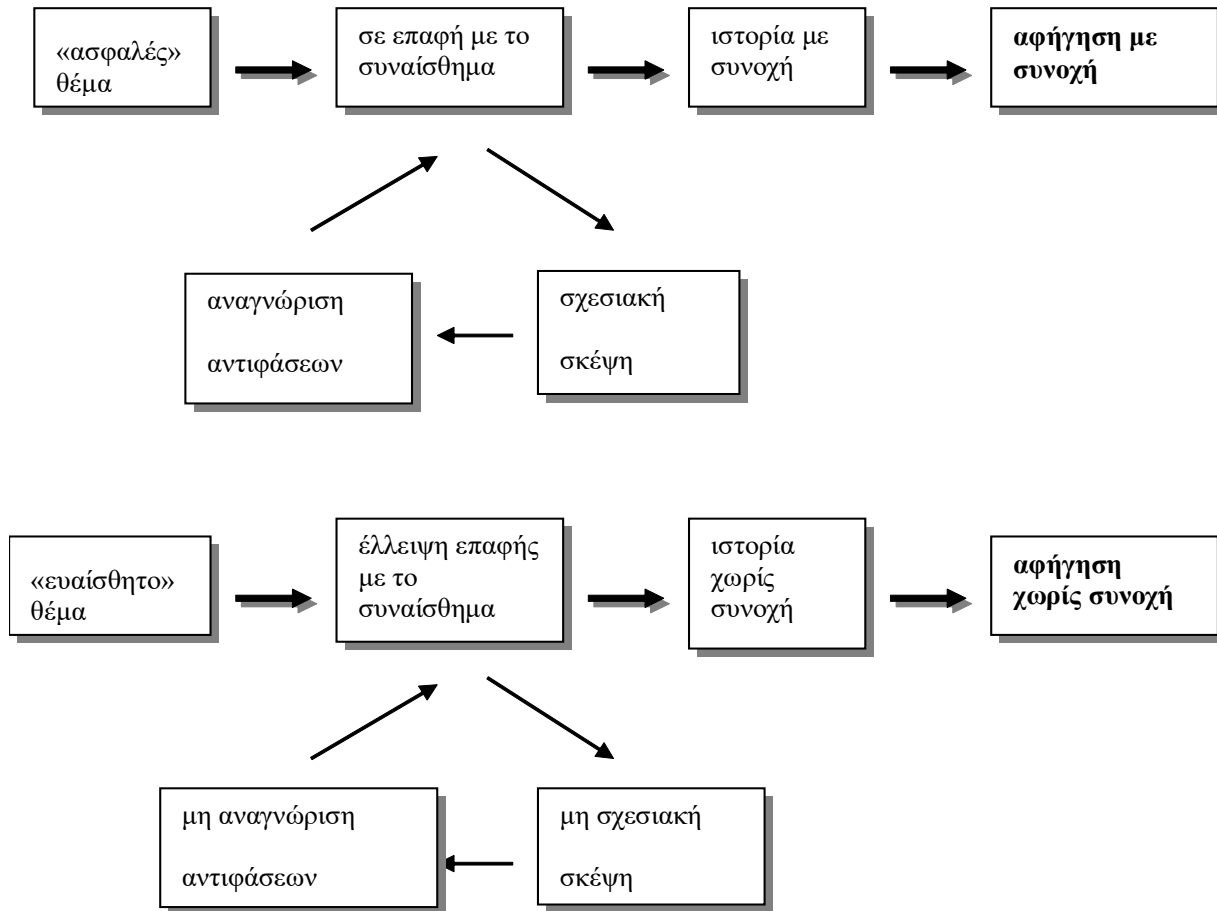 «ασφαλές»
θέμα
σε επαφή με το
συναίσθημα
ιστορία με
συνοχή
αφήγηση με
συνοχή
αναγνώριση
αντιφάσεων
σχεσιακή
σκέψη
«ευαίσθητο»
θέμα
έλλειψη επαφής
με το
συναίσθημα
ιστορία
χωρίς
συνοχή
αφήγηση
χωρίς συνοχή
μη αναγνώριση
αντιφάσεων
μη σχεσιακή
σκέψη